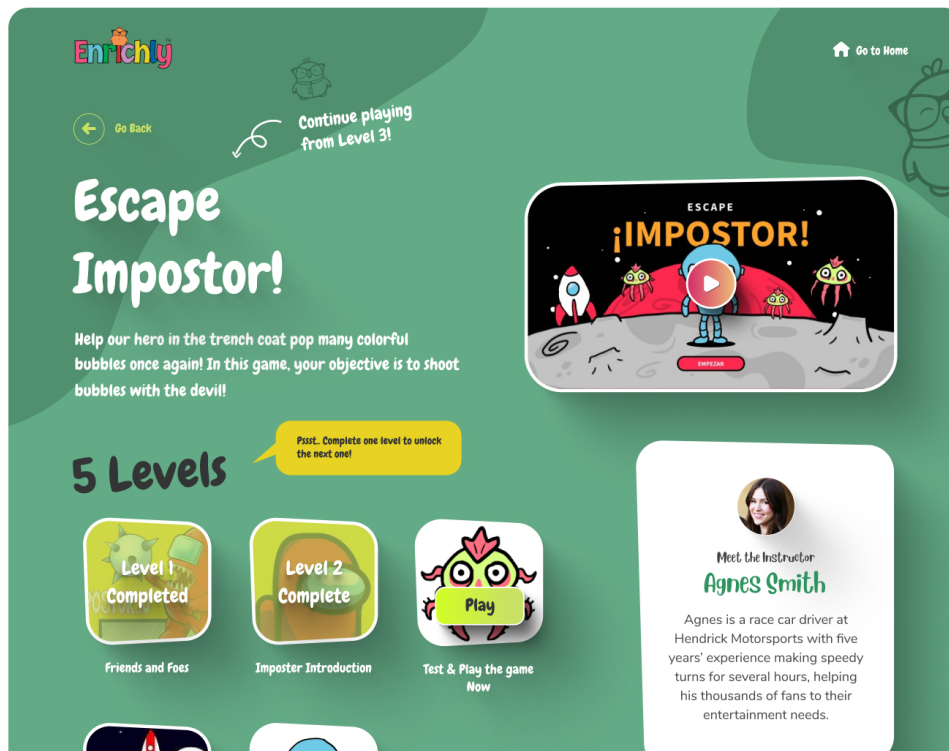 Enrichly
Go to Home
Go Back
Continue playing
from Level 3!
Escape
Impostor!
Help our hero in the trench coat pop many colorful
bubbles once again! In this game, your objective is to shoot
bubbles with the devil!
ESCAPE
¡IMPOSTOR!
EMPEZAR
5 Levels
Pssst.. Complete one level to unlock
the next one!
Level 1
Completed
Level 2
Complete
Play
Friends and Foes
Imposter Introduction
Test & Play the game
Now
Meet the Instructor
Agnes Smith
Agnes is a race car driver at
Hendrick Motorsports with five
years’ experience making speedy
turns for several hours, helping
his thousands of fans to their
entertainment needs.